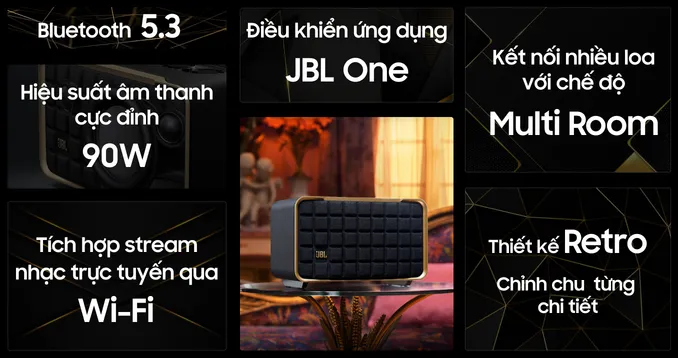 Bluetooth 5.3
Hiệu suất âm thanh
cực đỉnh
90W
Tích hợp stream
nhạc trực tuyến qua
Wi-Fi
Điều khiển ứng dụng
JBL One
JBL
Kết nối nhiều loa
với chế độ
Multi Room
Thiết kế Retro
Chỉnh chu từng
chi tiết